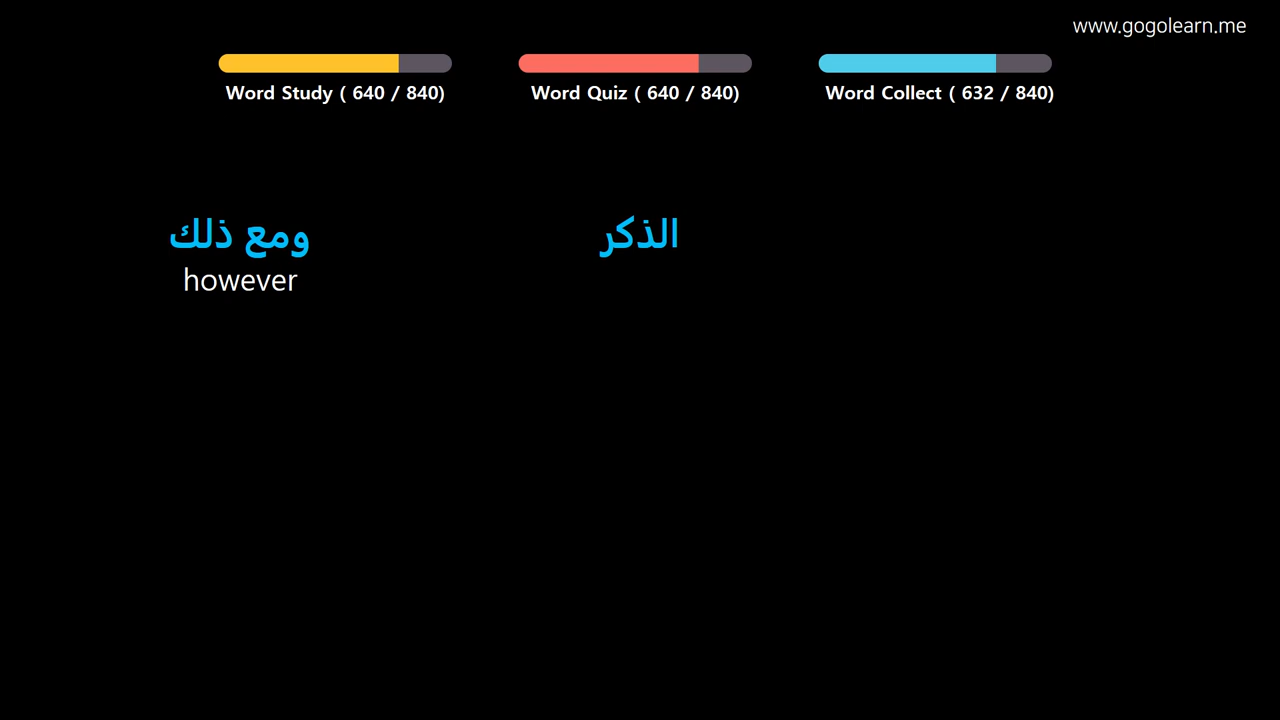 www.gogolearn.me
Word Study ( 640 / 840)
Word Quiz ( 640 / 840)
Word Collect ( 632 / 840)
ومع ذلك
however
الذكر